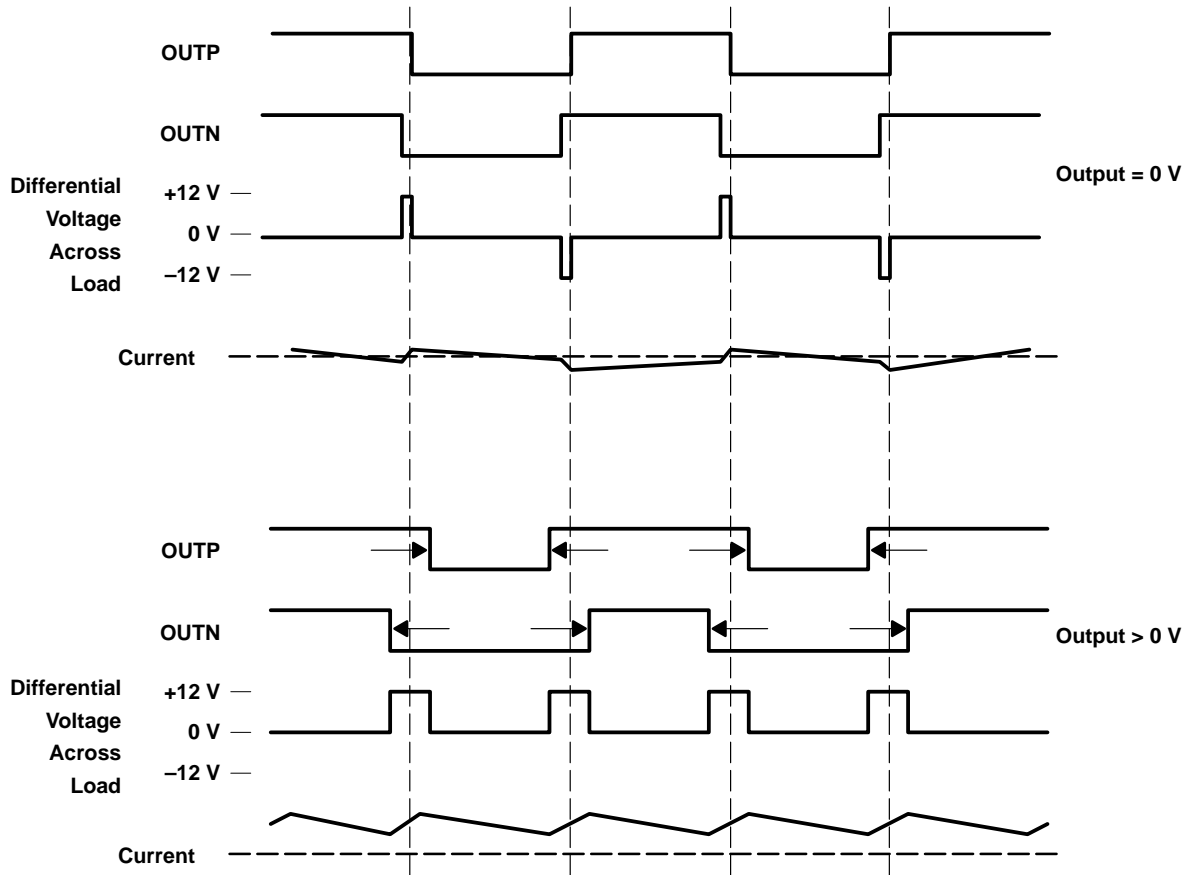 OUTP
OUTN
Output = 0 V
Differential
Voltage
Across
Load
+12 V
0 V
–12 V
Current
OUTP
OUTN
Output > 0 V
Differential
Voltage
Across
Load
+12 V
0 V
–12 V
Current